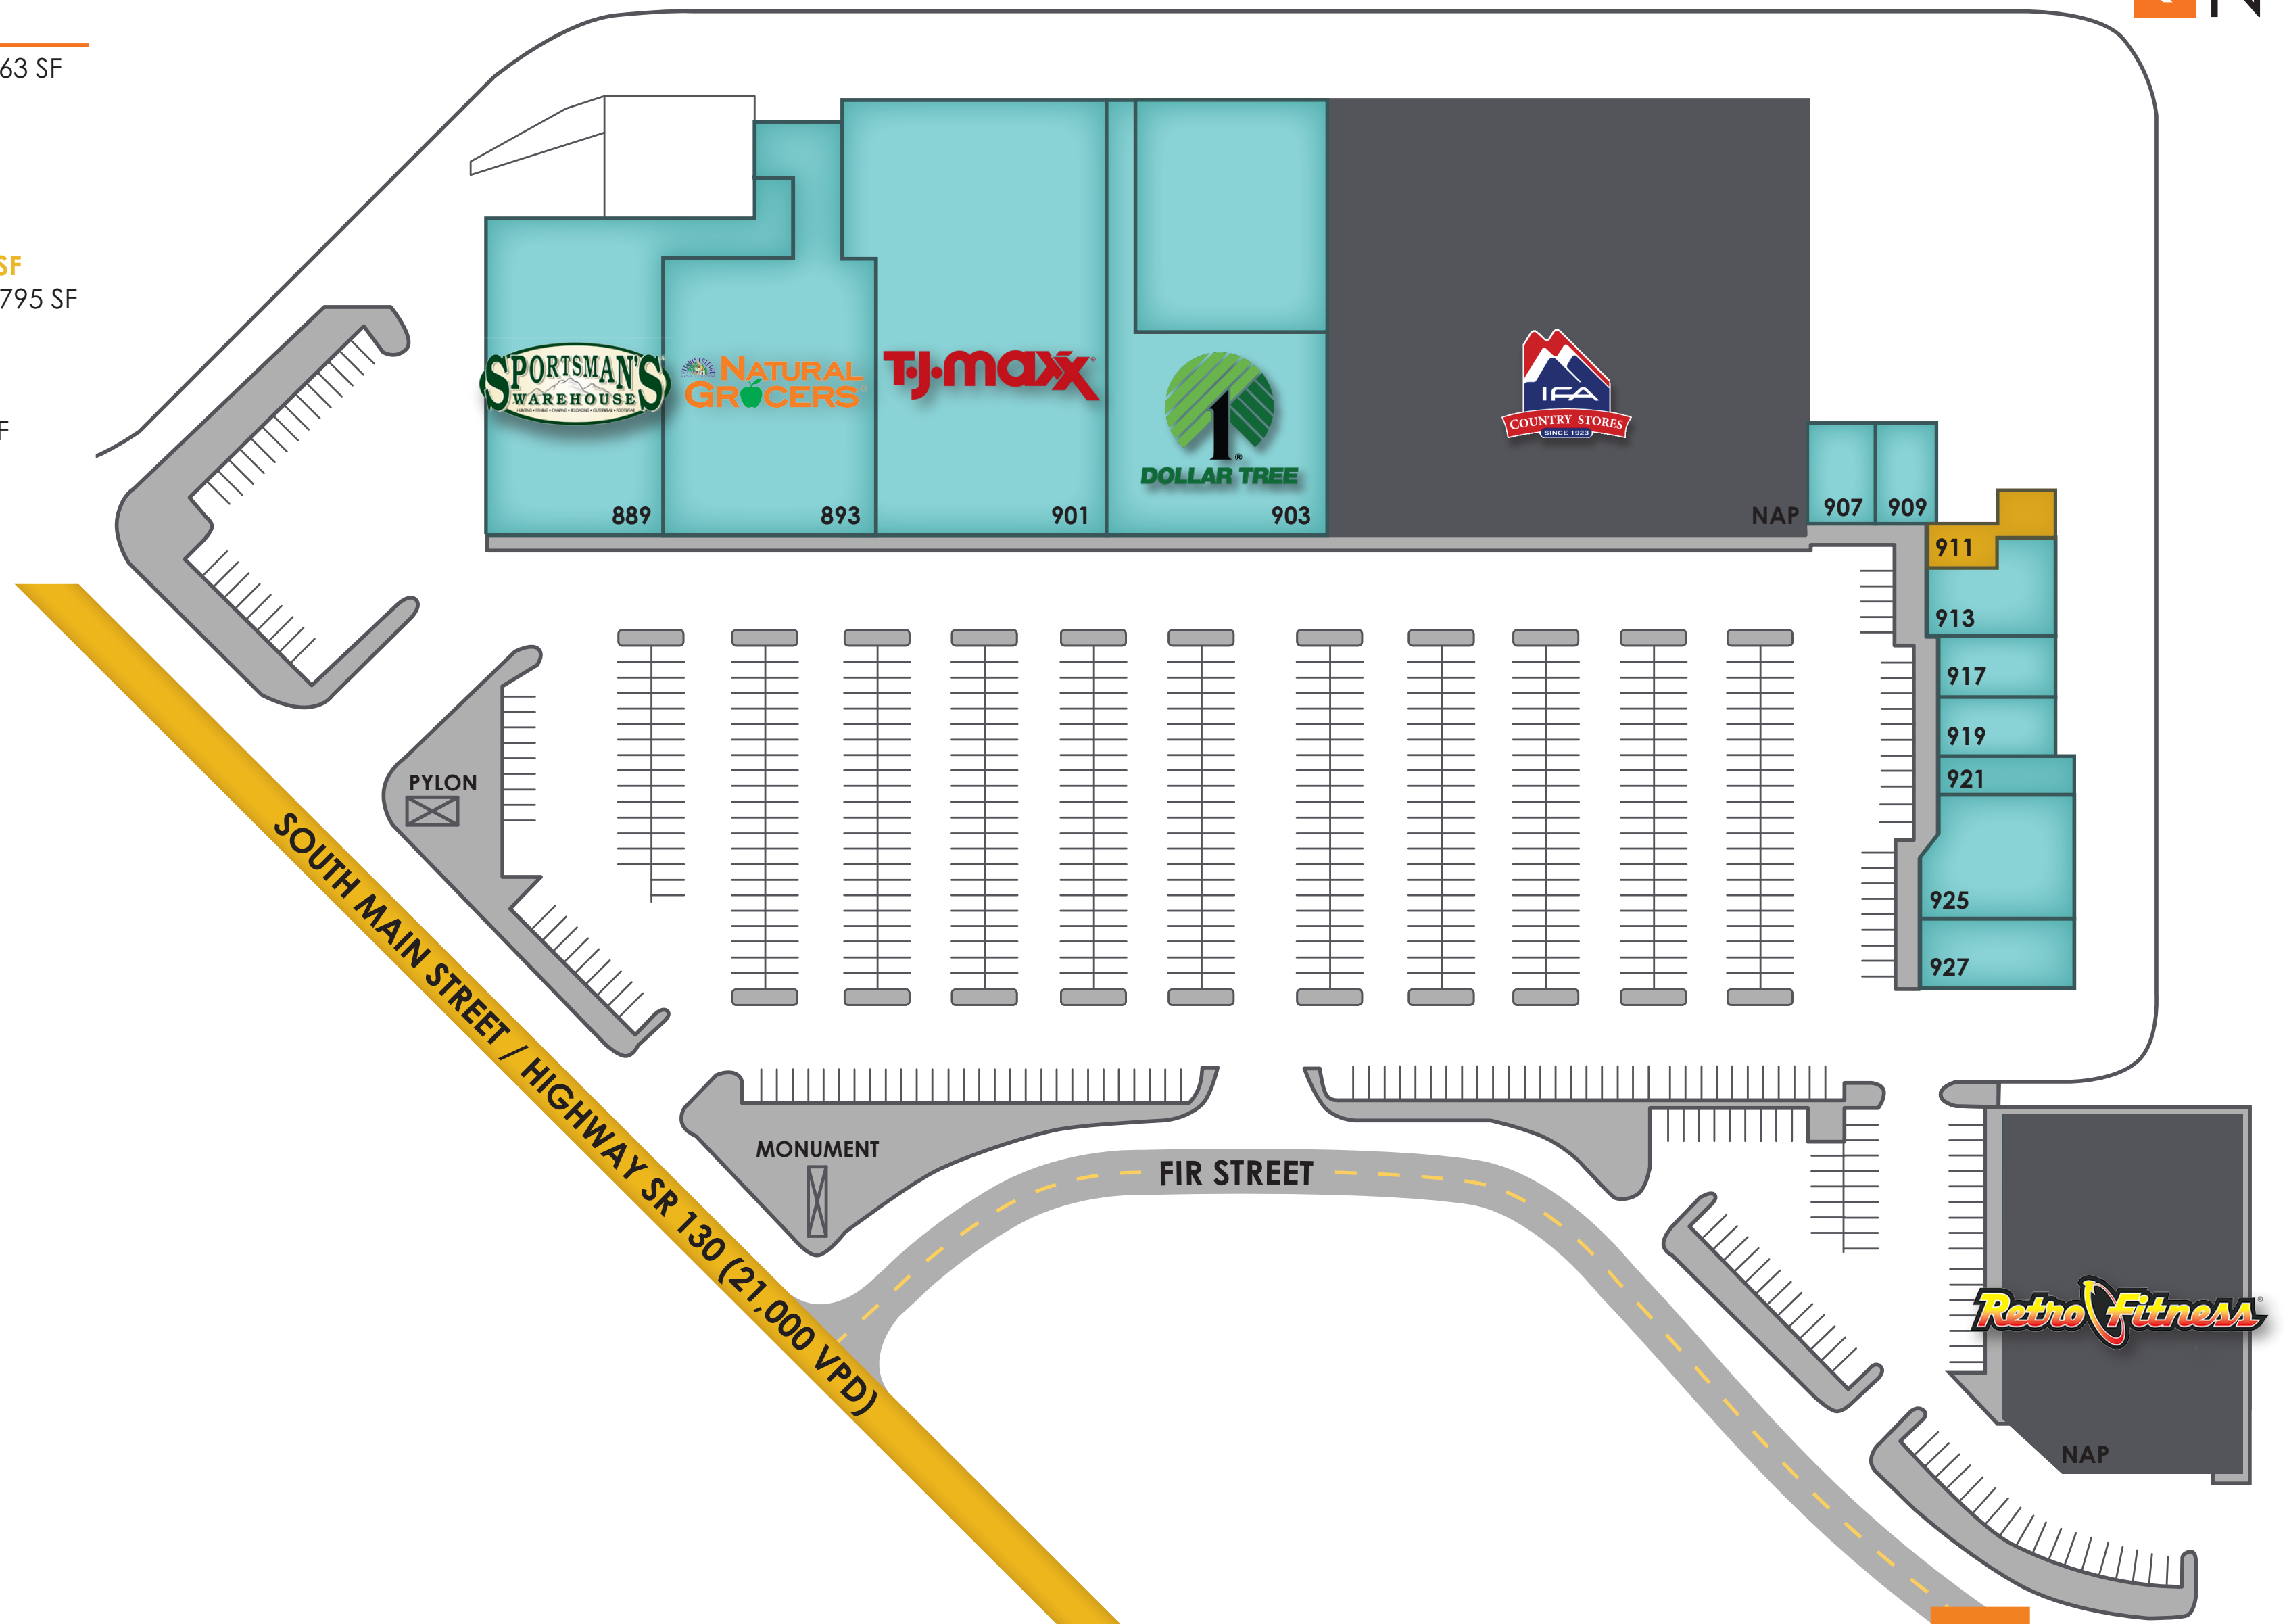 N
63 SF
SF
795 SF
F
SPORTSMAN'S
WAREHOUSE
NATURAL
GROCERS
T·J·maxx
1
DOLLAR TREE
IFA
COUNTRY STORES
SINCE 1923
889
893
901
903
NAP
907
909
911
913
917
919
921
925
927
PYLON
SOUTH MAIN STREET / HIGHWAY SR 130 (21,000 VPD)
MONUMENT
FIR STREET
Retro Fitness
NAP